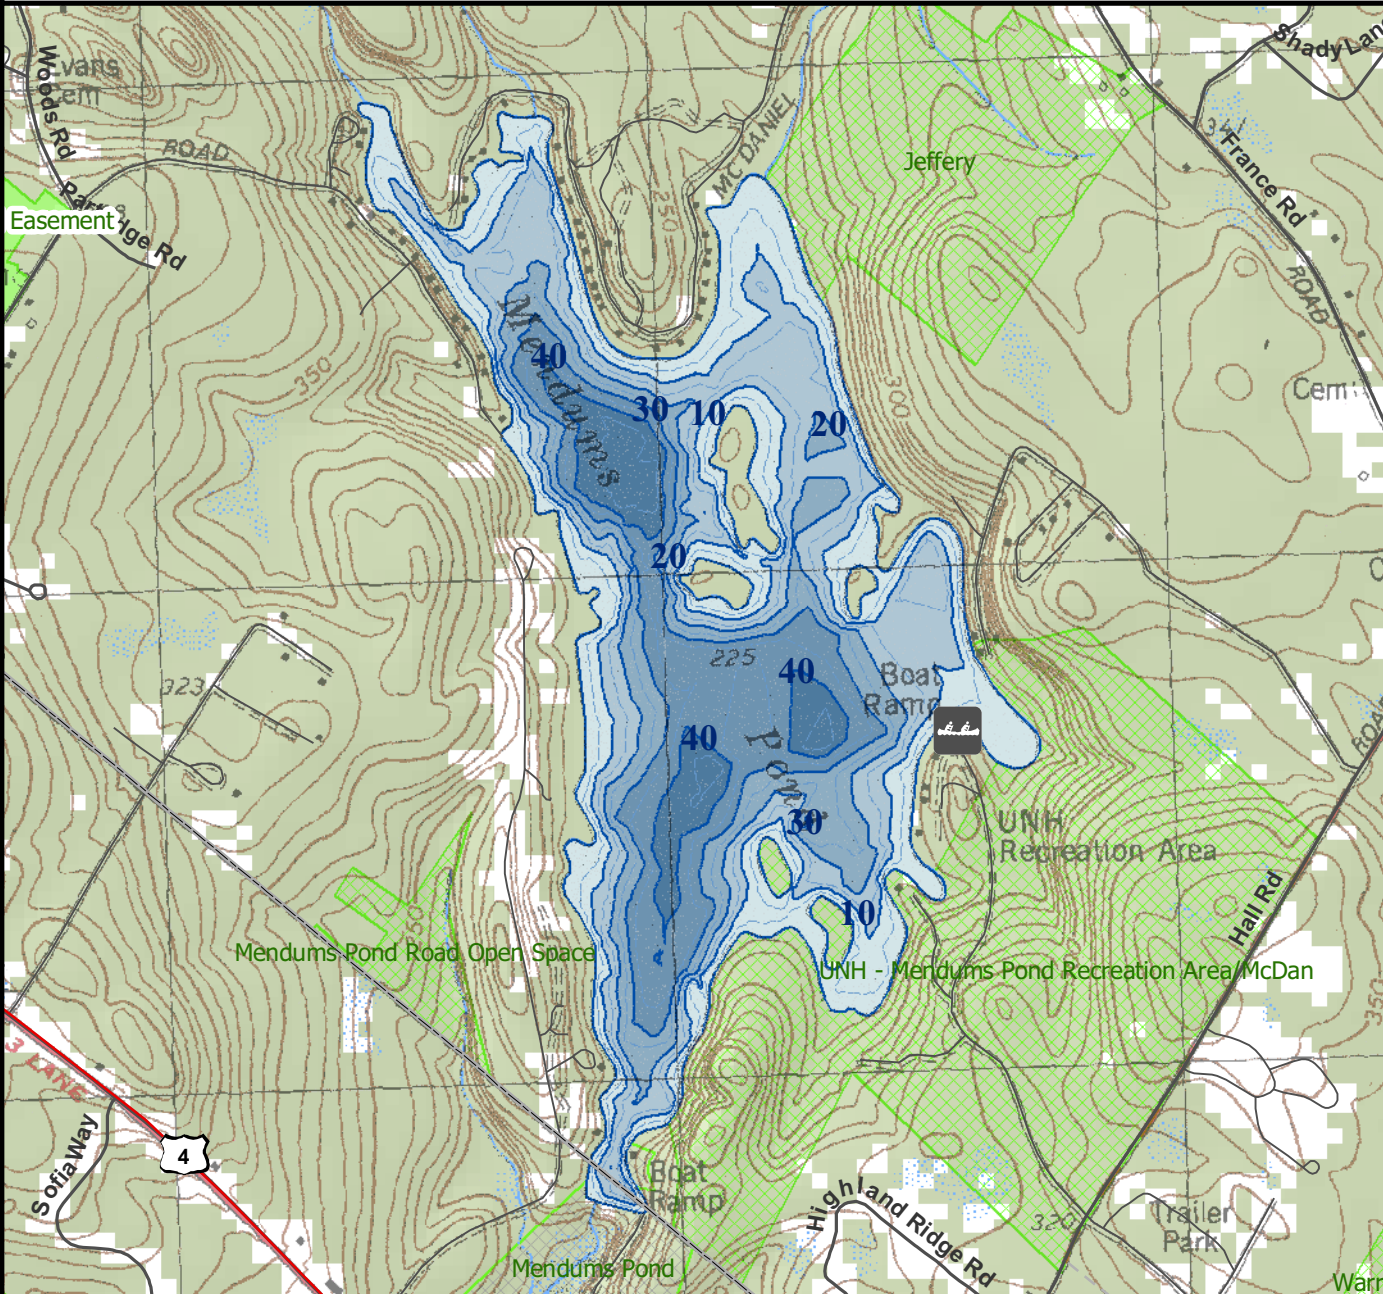 Shady Lan
Evans
Cem
Woods Rd
ROAD
MC DANIEL
France Rd
Jeffery
Easement
Partridge Rd
250
ROAD
350
300
Cem
Mendums
40
30
10
20
20
225
40
Boat
Ramp
323
40
Pond
30
UNH
Recreation Area
ROAD
Hall Rd
10
Mendums Pond Road Open Space
UNH - Mendums Pond Recreation Area/McDan
350
3 LANE
4
Sofia Way
Boat
Ramp
Highland Ridge Rd
320
Trailer
Park
Mendums Pond
Warr